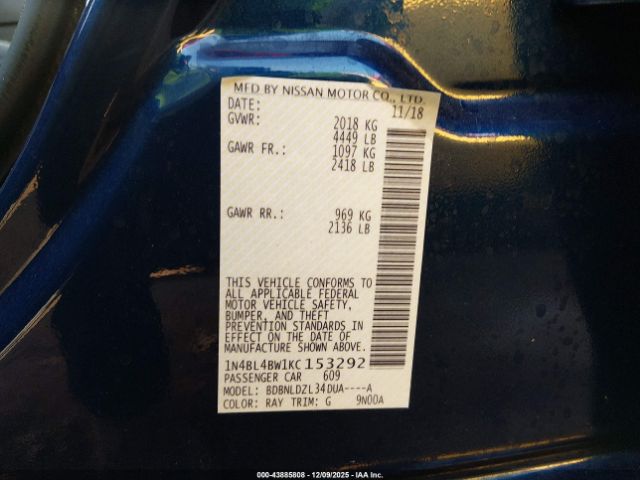 MFD BY NISSAN MOTOR CO., LTD.
DATE: 11/18
GVWR: 2018 KG
4449 LB
GAWR FR.: 1097 KG
2418 LB
GAWR RR.: 969 KG
2136 LB
THIS VEHICLE CONFORMS TO
ALL APPLICABLE FEDERAL
MOTOR VEHICLE SAFETY,
BUMPER, AND THEFT
PREVENTION STANDARDS IN
EFFECT ON THE DATE OF
MANUFACTURE SHOWN ABOVE.
1N4BL4BW1KC153292
PASSENGER CAR 609
MODEL: BDBNLDZL34DUA----A
COLOR: RAY TRIM: G 9N00A
000-43885808 - 12/09/2025 - IAA Inc.